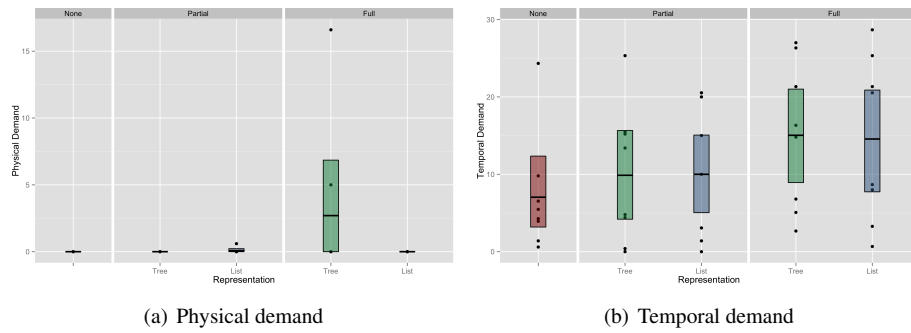 None Partial Full
15
10
5
0
Physical Demand
Tree List Tree List
Representation
(a) Physical demand
None Partial Full
30
20
10
0
Temporal Demand
Tree List Tree List
Representation
(b) Temporal demand